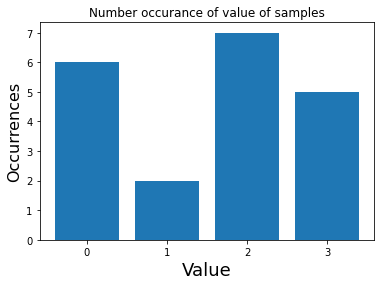 Number occurance of value of samples
Occurrences
7
6
5
4
3
2
1
0
0 1 2 3
Value